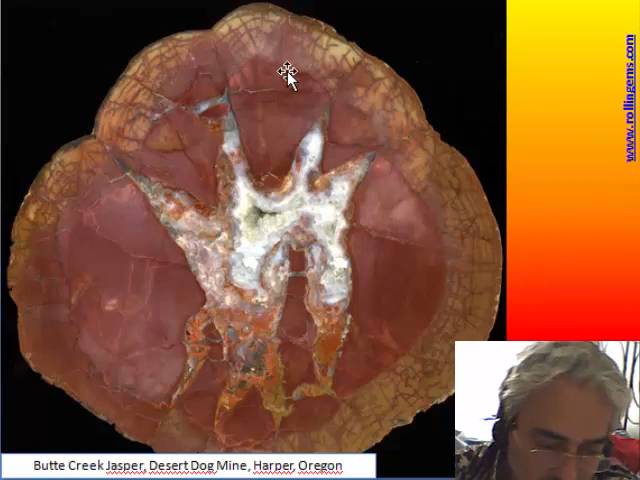 www.rollingems.com
Butte Creek Jasper, Desert Dog Mine, Harper, Oregon